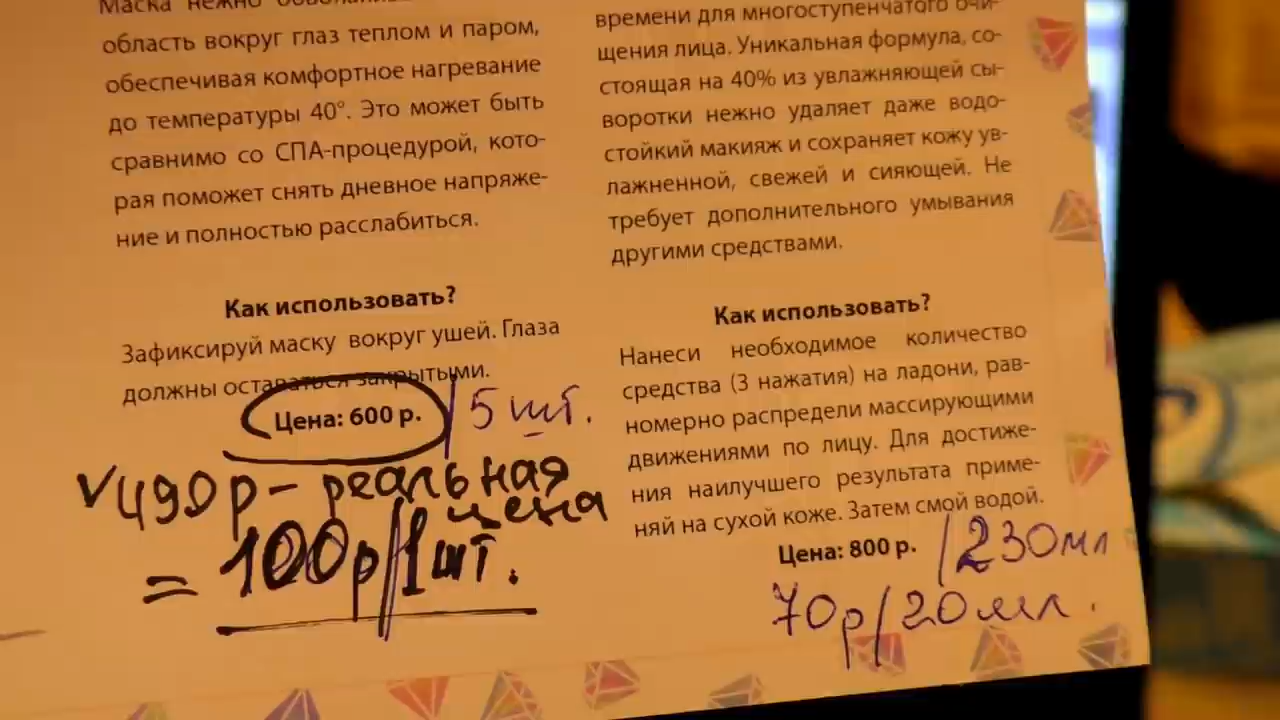 Маска нежно
область вокруг глаз теплом и паром,
обеспечивая комфортное нагревание
до температуры 40°. Это может быть
сравнимо со СПА-процедурой, кото-
рая поможет снять дневное напряже-
ние и полностью расслабиться.
Как использовать?
Зафиксируй маску вокруг ушей. Глаза
должны оставаться закрытыми.
Цена: 600 р. / 5 шт.
√490р - реальная
цена
= 100р/1шт.
времени для многоступенчатого очи-
щения лица. Уникальная формула, со-
стоящая на 40% из увлажняющей сы-
воротки нежно удаляет даже водо-
стойкий макияж и сохраняет кожу ув-
лажненной, свежей и сияющей. Не
требует дополнительного умывания
другими средствами.
Как использовать?
Нанеси необходимое количество
средства (3 нажатия) на ладони, рав-
номерно распредели массирующими
движениями по лицу. Для достиже-
ния наилучшего результата приме-
няй на сухой коже. Затем смой водой.
Цена: 800 р. /230мл
70р/20мл.